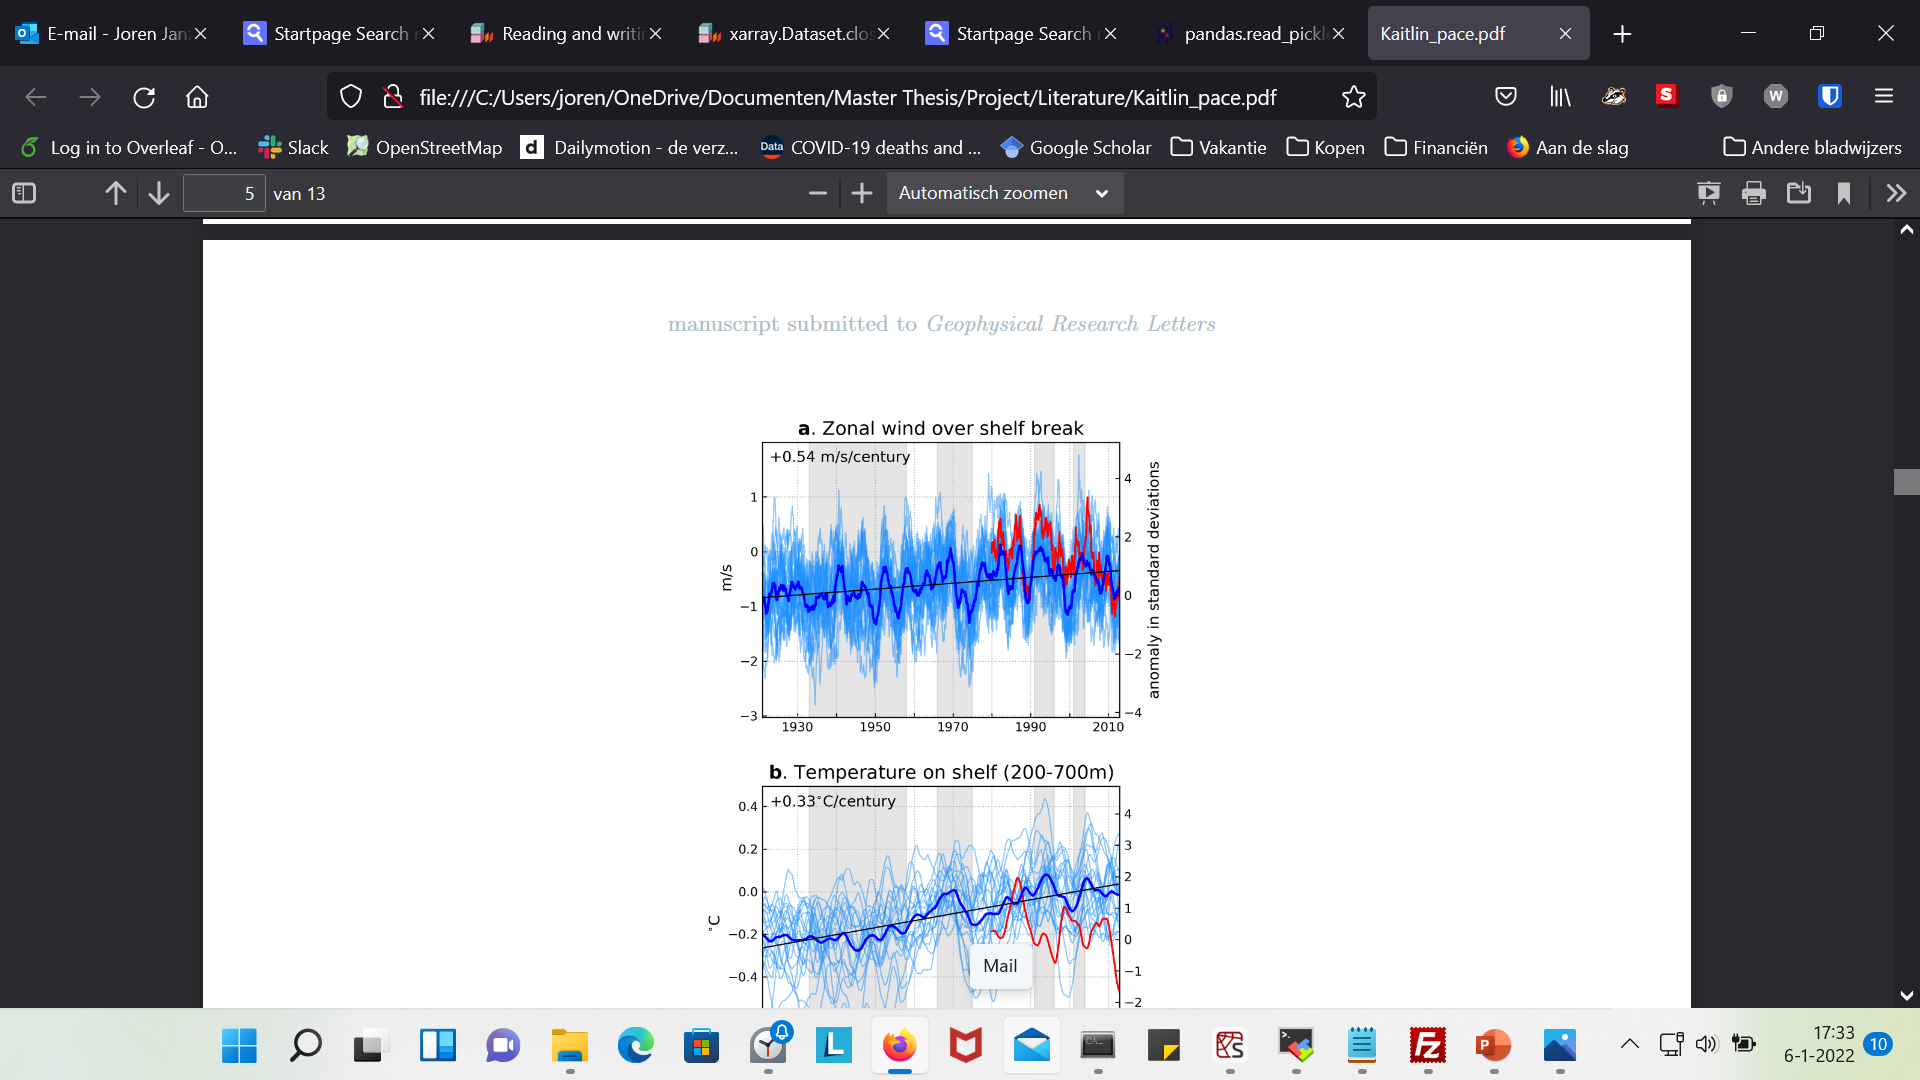 E-mail - Joren Jan
Startpage Search
Reading and writi
xarray.Dataset.clos
Startpage Search
pandas.read_pickl
Kaitlin_pace.pdf
file:///C:/Users/joren/OneDrive/Documenten/Master Thesis/Project/Literature/Kaitlin_pace.pdf
Log in to Overleaf - O...
Slack
OpenStreetMap
Dailymotion - de verz...
COVID-19 deaths and ...
Google Scholar
Vakantie
Kopen
Financiën
Aan de slag
Andere bladwijzers
5 van 13
Automatisch zoomen
manuscript submitted to Geophysical Research Letters
a. Zonal wind over shelf break
+0.54 m/s/century
1
0
−1
−2
−3
m/s
4
2
0
−2
−4
anomaly in standard deviations
1930 1950 1970 1990 2010
b. Temperature on shelf (200-700m)
+0.33°C/century
0.4
0.2
0.0
−0.2
−0.4
°C
4
3
2
1
0
−1
−2
Mail
17:33
6-1-2022
10